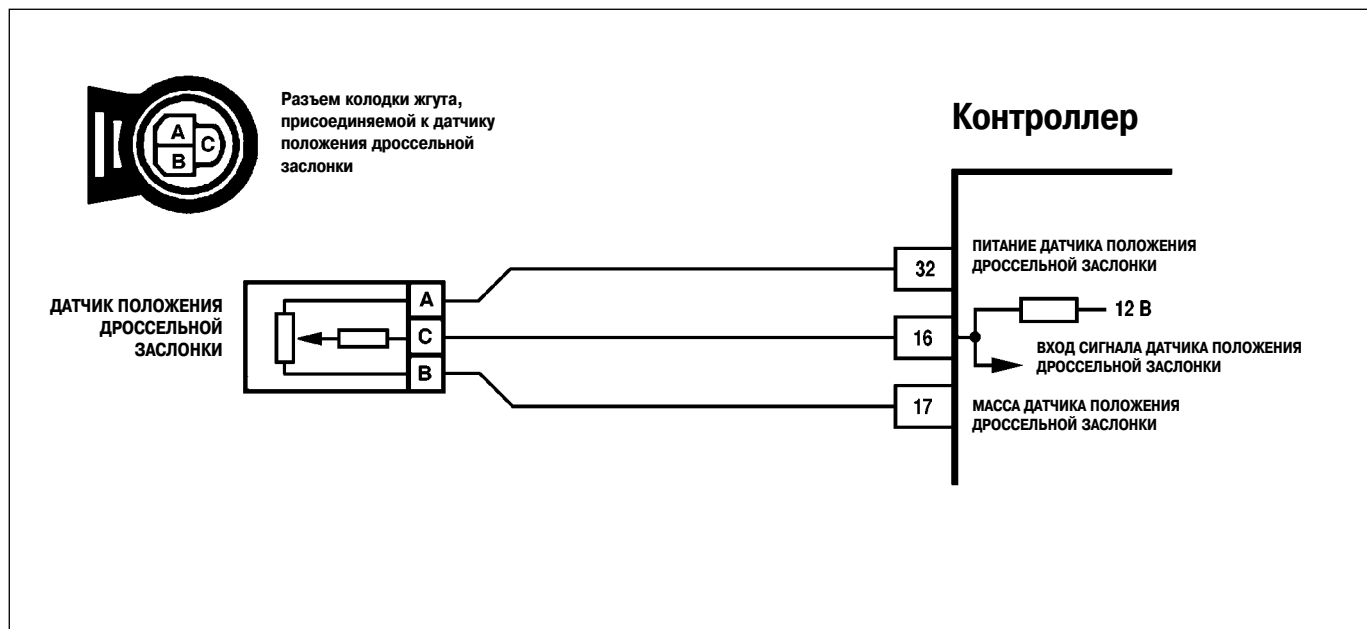 Разъем колодки жгута,
присоединяемой к датчику
положения дроссельной
заслонки
A
B
C
Контроллер
ДАТЧИК ПОЛОЖЕНИЯ
ДРОССЕЛЬНОЙ
ЗАСЛОНКИ
A
C
B
32
16
17
ПИТАНИЕ ДАТЧИКА ПОЛОЖЕНИЯ
ДРОССЕЛЬНОЙ ЗАСЛОНКИ
12 В
ВХОД СИГНАЛА ДАТЧИКА ПОЛОЖЕНИЯ
ДРОССЕЛЬНОЙ ЗАСЛОНКИ
МАССА ДАТЧИКА ПОЛОЖЕНИЯ
ДРОССЕЛЬНОЙ ЗАСЛОНКИ